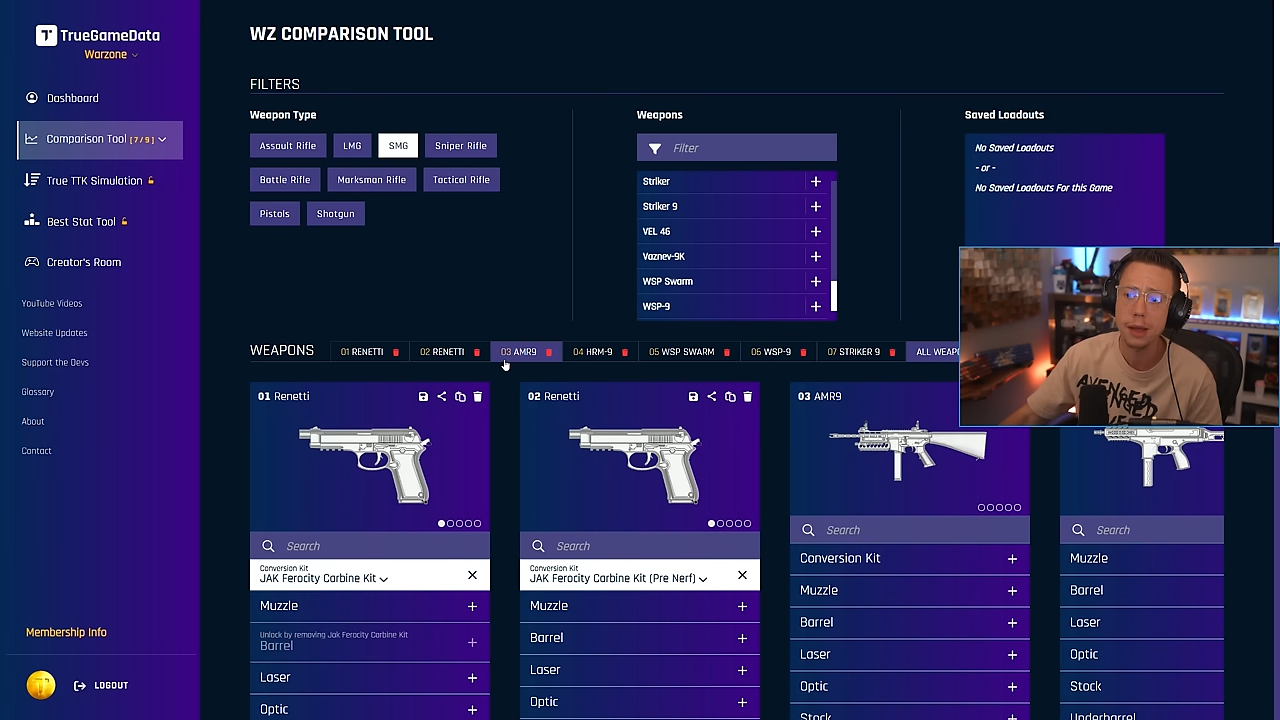 TrueGameData
Warzone
Dashboard
Comparison Tool [7/9]
True TTK Simulation
Best Stat Tool
Creator's Room
YouTube Videos
Website Updates
Support the Devs
Glossary
About
Contact
Membership Info
LOGOUT
WZ COMPARISON TOOL
FILTERS
Weapon Type
Assault Rifle
LMG
SMG
Sniper Rifle
Battle Rifle
Marksman Rifle
Tactical Rifle
Pistols
Shotgun
Weapons
Filter
Striker
Striker 9
VEL 46
Vaznev-9K
WSP Swarm
WSP-9
Saved Loadouts
No Saved Loadouts
- or -
No Saved Loadouts For this Game
WEAPONS
01 RENETTI
02 RENETTI
03 AMR9
04 HRM-9
05 WSP SWARM
06 WSP-9
07 STRIKER 9
ALL WEAPO
01 Renetti
Search
Conversion Kit
JAK Ferocity Carbine Kit
Muzzle
Unlock by removing Jak Ferocity Carbine Kit
Barrel
Laser
Optic
02 Renetti
Search
Conversion Kit
JAK Ferocity Carbine Kit (Pre Nerf)
Muzzle
Barrel
Laser
Optic
03 AMR9
Search
Conversion Kit
Muzzle
Barrel
Laser
Optic
Stock
Search
Muzzle
Barrel
Laser
Optic
Stock
Underbarrel